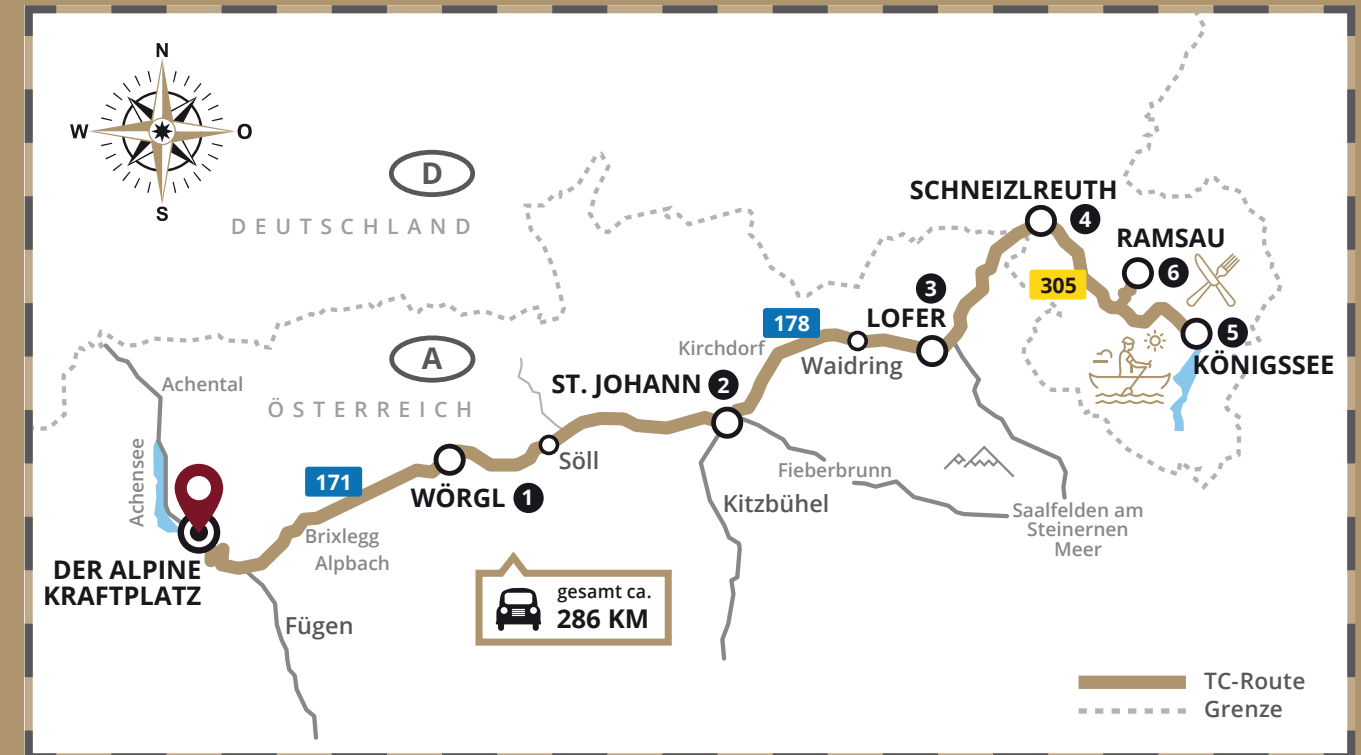 N
W
O
S
D
DEUTSCHLAND
SCHNEIZLREUTH
4
RAMSAU
6
305
3
LOFER
5
KÖNIGSSEE
178
Kirchdorf
Waidring
A
ÖSTERREICH
Achental
Achensee
ST. JOHANN 2
Söll
171
WÖRGL 1
Fieberbrunn
Kitzbühel
Saalfelden am
Steinernen
Meer
Brixlegg
Alpbach
DER ALPINE
KRAFTPLATZ
Fügen
gesamt ca.
286 KM
TC-Route
Grenze